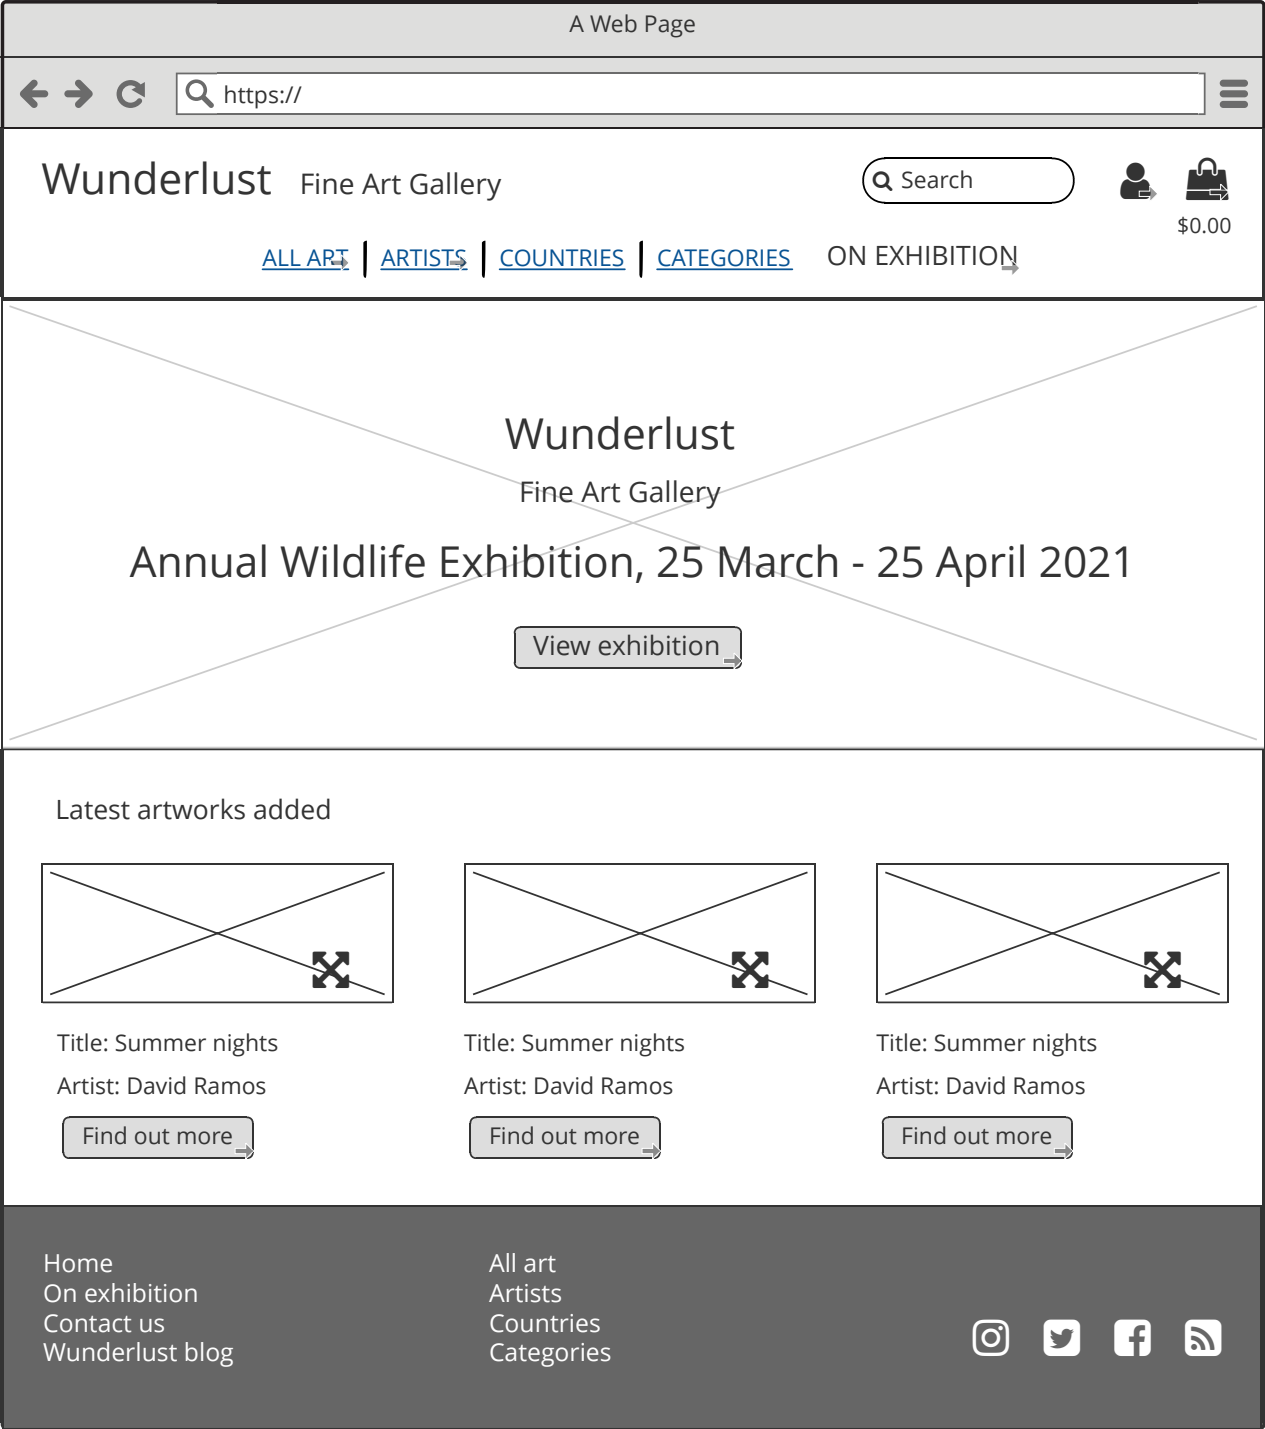 A Web Page
https://
Wunderlust Fine Art Gallery
Search
$0.00
ALL ART ARTISTS COUNTRIES CATEGORIES ON EXHIBITION
Wunderlust
Fine Art Gallery
Annual Wildlife Exhibition, 25 March - 25 April 2021
View exhibition
Latest artworks added
Title: Summer nights Title: Summer nights Title: Summer nights
Artist: David Ramos Artist: David Ramos Artist: David Ramos
Find out more Find out more Find out more
Home
On exhibition
Contact us
Wunderlust blog
All art
Artists
Countries
Categories